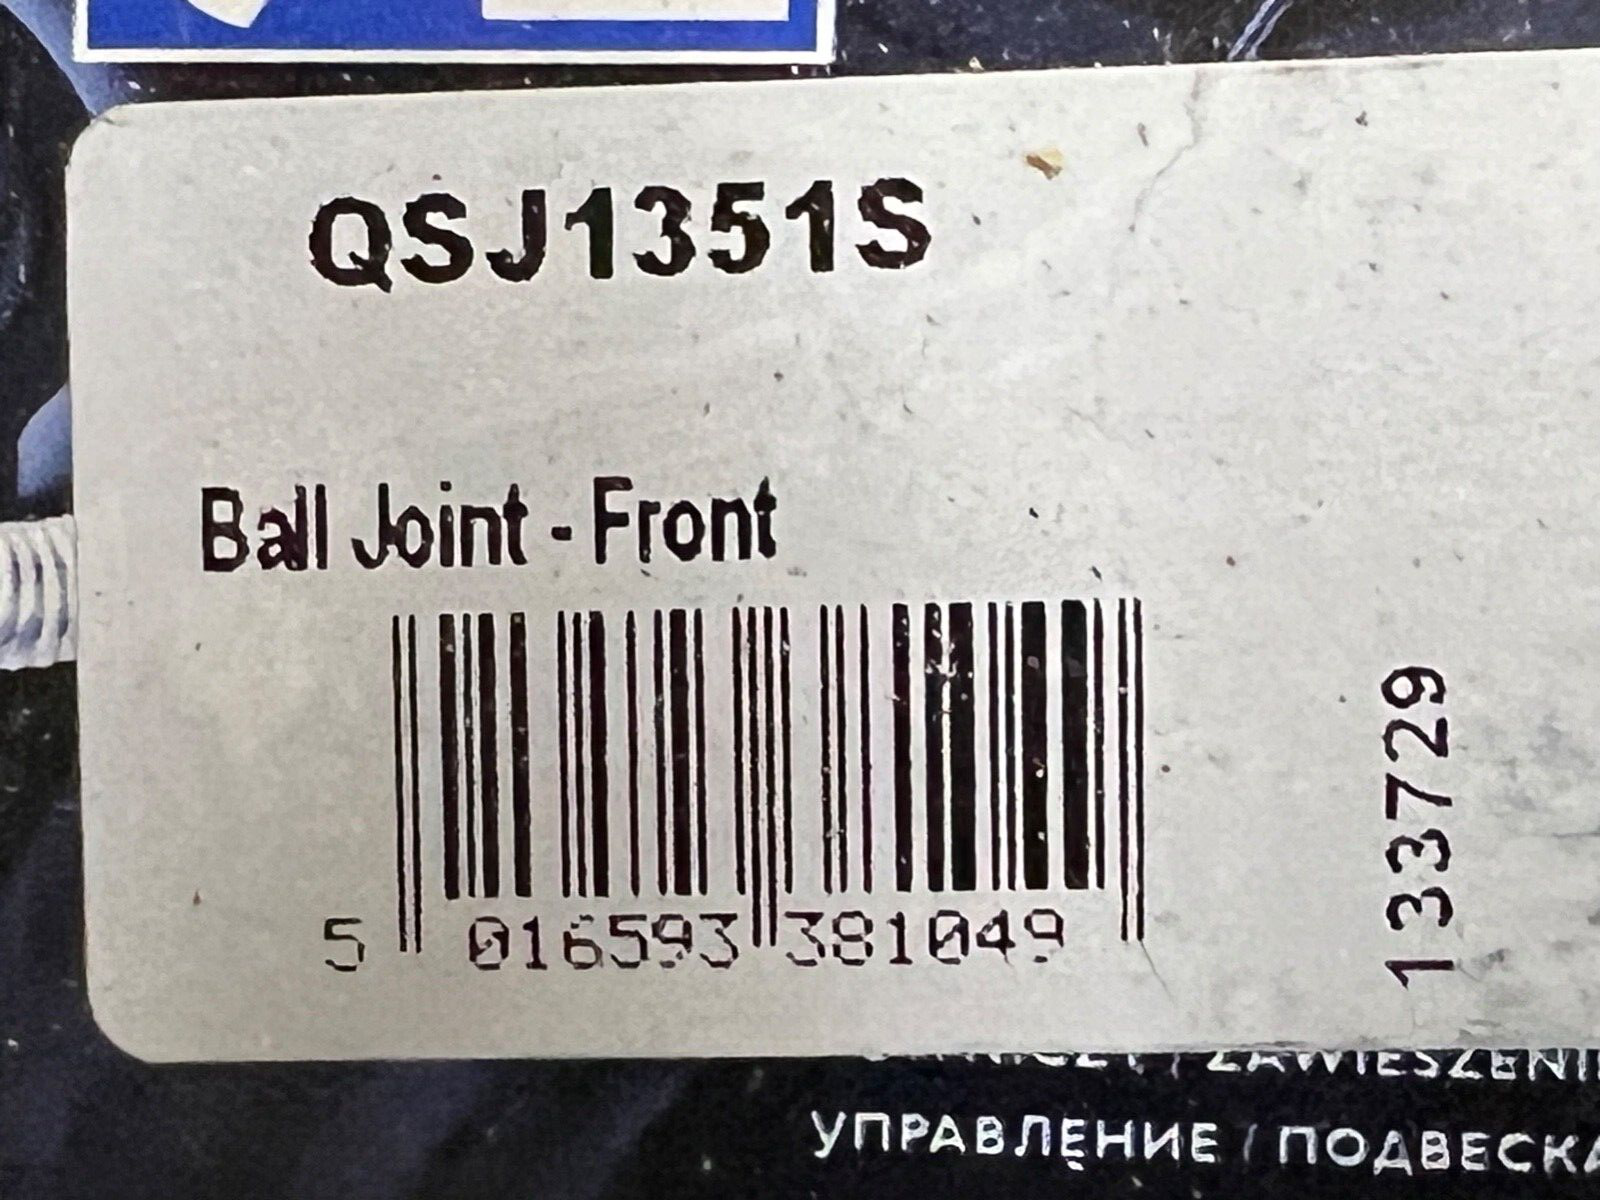 QSJ1351S
Ball Joint - Front
5 016593 381049
133729
УПРАВЛЕНИЕ / ПОДВЕСКА